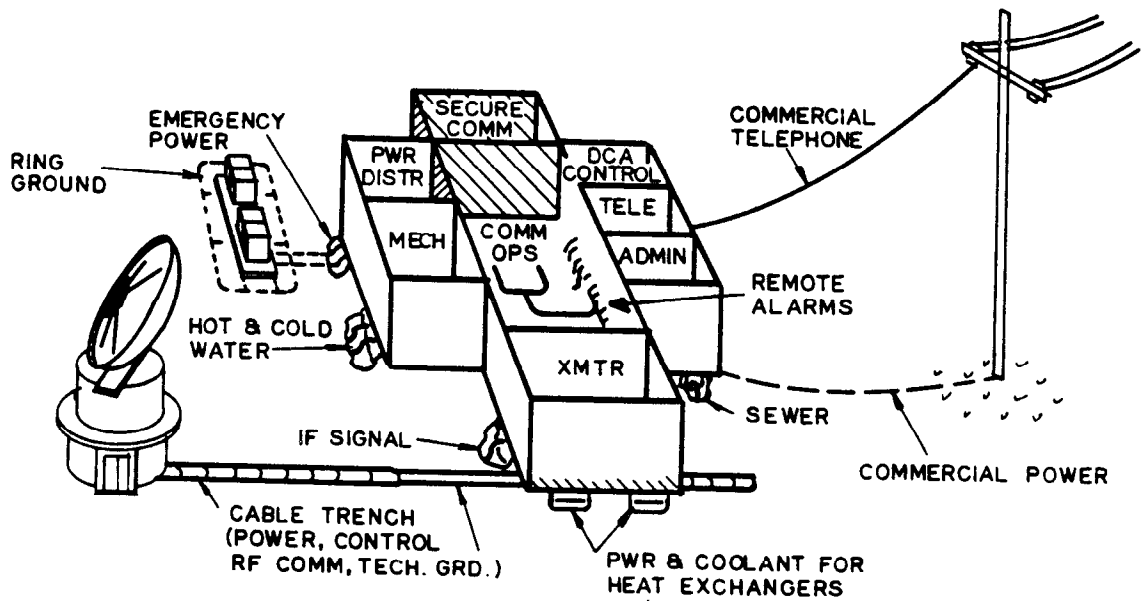 SECURE
COMM
EMERGENCY
POWER
COMMERCIAL
TELEPHONE
RING
GROUND
PWR
DISTR
DCA
CONTROL
TELE
MECH
COMM
OPS
ADMIN
REMOTE
ALARMS
HOT & COLD
WATER
XMTR
SEWER
IF SIGNAL
COMMERCIAL POWER
CABLE TRENCH
(POWER, CONTROL
RF COMM, TECH. GRD.)
PWR & COOLANT FOR
HEAT EXCHANGERS